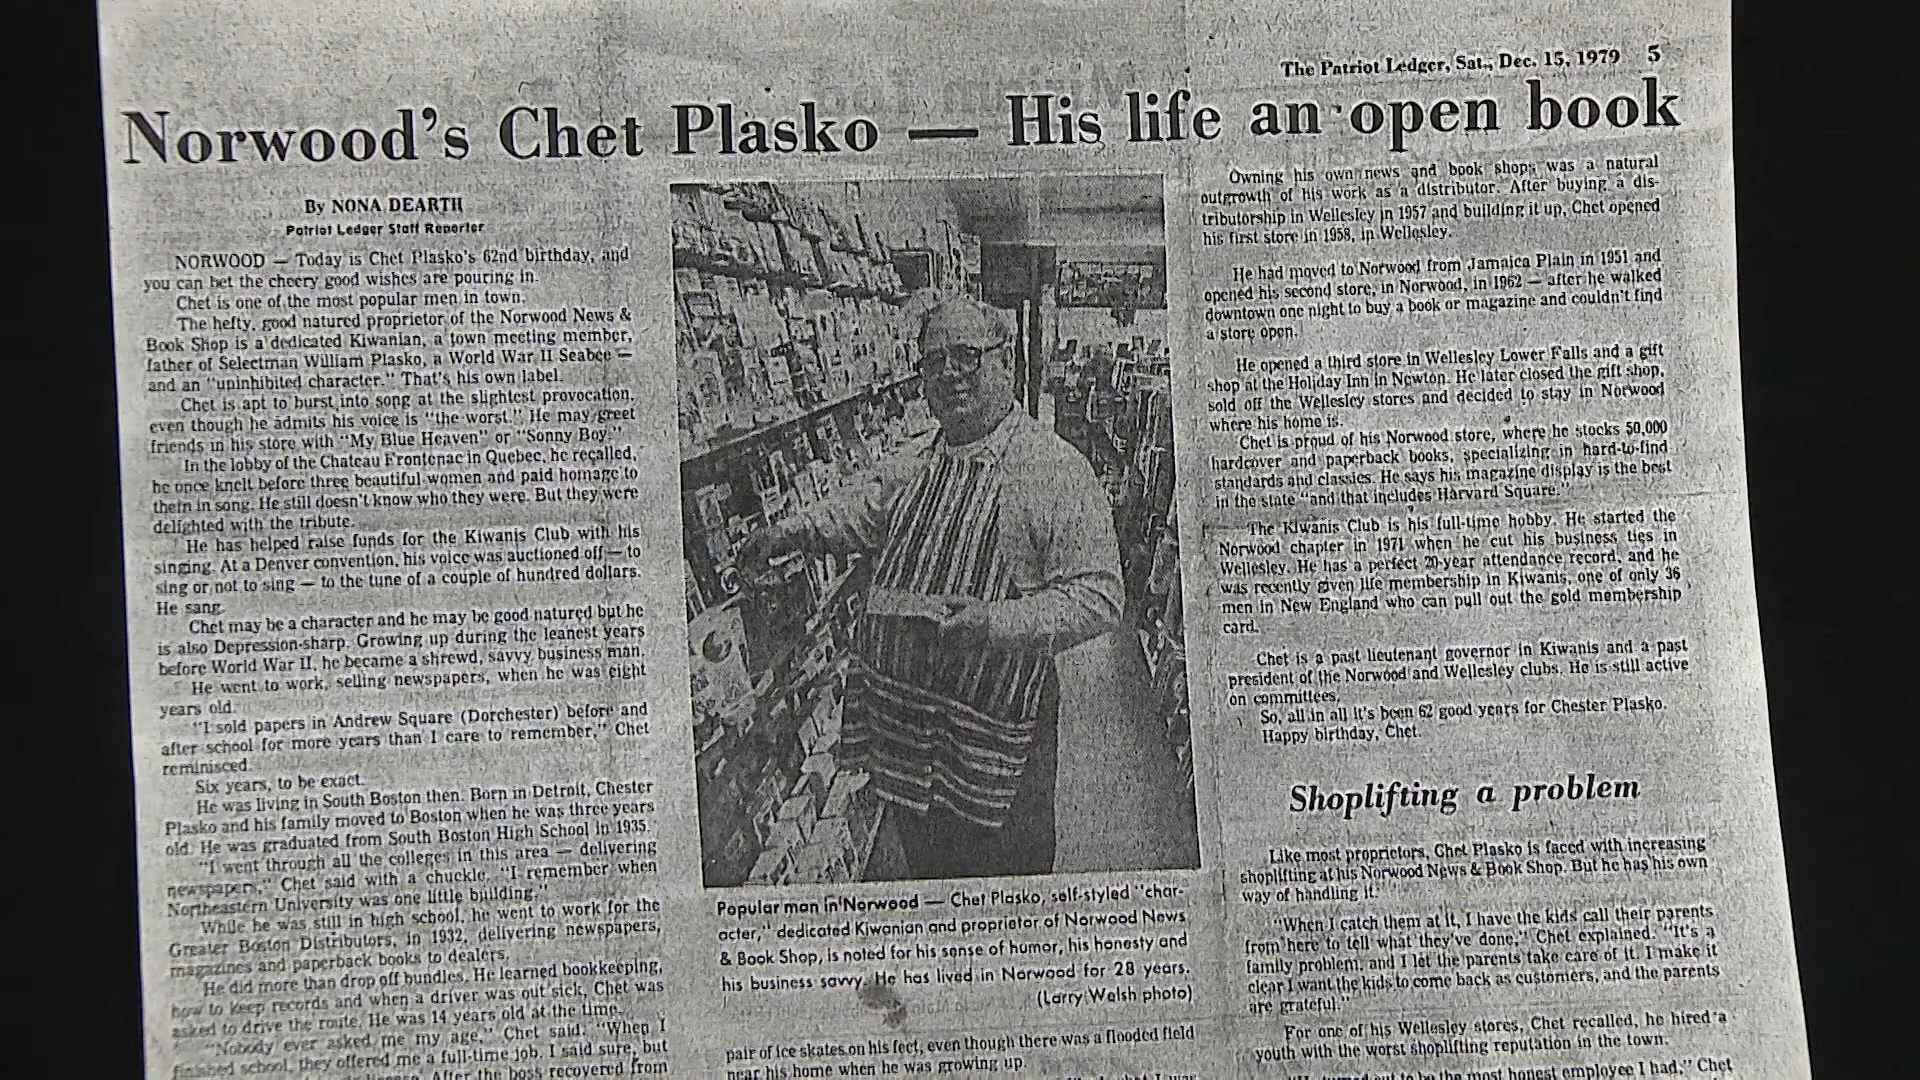 The Patriot Ledger, Sat., Dec. 15, 1979 5
Norwood's Chet Plasko — His life an open book
By NONA DEARTH
Patriot Ledger Staff Reporter
NORWOOD — Today is Chet Plasko's 62nd birthday, and
you can bet the cheery good wishes are pouring in.
Chet is one of the most popular men in town.
The hefty, good natured proprietor of the Norwood News &
Book Shop is a dedicated Kiwanian, a town meeting member,
father of Selectman William Plasko, a World War II Seabee —
and an "uninhibited character." That's his own label.
Chet is apt to burst into song at the slightest provocation,
even though he admits his voice is "the worst." He may greet
friends in his store with "My Blue Heaven" or "Sonny Boy."
In the lobby of the Chateau Frontenac in Quebec, he recalled,
he once knelt before three beautiful women and paid homage to
them in song. He still doesn't know who they were. But they were
delighted with the tribute.
He has helped raise funds for the Kiwanis Club with his
singing. At a Denver convention, his voice was auctioned off — to
sing or not to sing — to the tune of a couple of hundred dollars.
He sang.
Chet may be a character and he may be good natured but he
is also Depression-sharp. Growing up during the leanest years
before World War II, he became a shrewd, savvy business man.
He went to work, selling newspapers, when he was eight
years old.
"I sold papers in Andrew Square (Dorchester) before and
after school for more years than I care to remember," Chet
reminisced.
Six years, to be exact.
He was living in South Boston then. Born in Detroit, Chester
Plasko and his family moved to Boston when he was three years
old. He was graduated from South Boston High School in 1935.
"I went through all the colleges in this area — delivering
newspapers," Chet said with a chuckle. "I remember when
Northeastern University was one little building."
While he was still in high school, he went to work for the
Greater Boston Distributors, in 1932, delivering newspapers,
magazines and paperback books to dealers.
He did more than drop off bundles. He learned bookkeeping,
how to keep records and when a driver was out sick, Chet was
asked to drive the route. He was 14 years old at the time.
"Nobody ever asked me my age," Chet said. "When I
finished school, they offered me a full-time job. I said sure, but
After the boss recovered from
Popular man in Norwood — Chet Plasko, self-styled "char-
acter," dedicated Kiwanian and proprietor of Norwood News
& Book Shop, is noted for his sense of humor, his honesty and
his business savvy. He has lived in Norwood for 28 years.
(Larry Welsh photo)
pair of ice skates on his feet, even though there was a flooded field
near his home when he was growing up.
Owning his own news and book shops was a natural
outgrowth of his work as a distributor. After buying a dis-
tributorship in Wellesley in 1957 and building it up, Chet opened
his first store in 1958, in Wellesley.
He had moved to Norwood from Jamaica Plain in 1951 and
opened his second store, in Norwood, in 1962 — after he walked
downtown one night to buy a book or magazine and couldn't find
a store open.
He opened a third store in Wellesley Lower Falls and a gift
shop at the Holiday Inn in Newton. He later closed the gift shop,
sold off the Wellesley stores and decided to stay in Norwood
where his home is.
Chet is proud of his Norwood store, where he stocks 50,000
hardcover and paperback books, specializing in hard-to-find
standards and classics. He says his magazine display is the best
in the state "and that includes Harvard Square."
The Kiwanis Club is his full-time hobby. He started the
Norwood chapter in 1971 when he cut his business ties in
Wellesley. He has a perfect 20-year attendance record, and he
was recently given life membership in Kiwanis, one of only 36
men in New England who can pull out the gold membership
card.
Chet is a past lieutenant governor in Kiwanis and a past
president of the Norwood and Wellesley clubs. He is still active
on committees.
So, all in all it's been 62 good years for Chester Plasko.
Happy birthday, Chet.
Shoplifting a problem
Like most proprietors, Chet Plasko is faced with increasing
shoplifting at his Norwood News & Book Shop. But he has his own
way of handling it.
"When I catch them at it, I have the kids call their parents
from here to tell what they've done," Chet explained. "It's a
family problem, and I let the parents take care of it. I make it
clear I want the kids to come back as customers, and the parents
are grateful."
For one of his Wellesley stores, Chet recalled, he hired a
youth with the worst shoplifting reputation in the town.
out to be the most honest employee I had," Chet